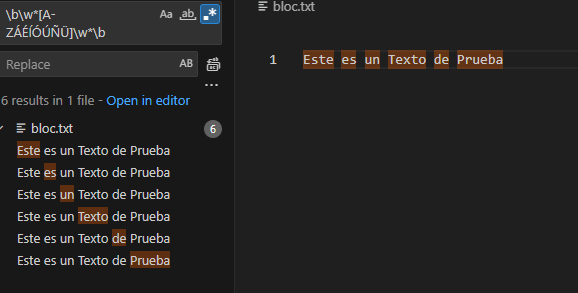 \b\w*[A-
ZÁÉÍÓÚÑÜ]\w*\b
Aa
ab
.*
Replace
AB
...
6 results in 1 file - Open in editor
bloc.txt
6
Este es un Texto de Prueba
Este es un Texto de Prueba
Este es un Texto de Prueba
Este es un Texto de Prueba
Este es un Texto de Prueba
Este es un Texto de Prueba
bloc.txt
1 Este es un Texto de Prueba